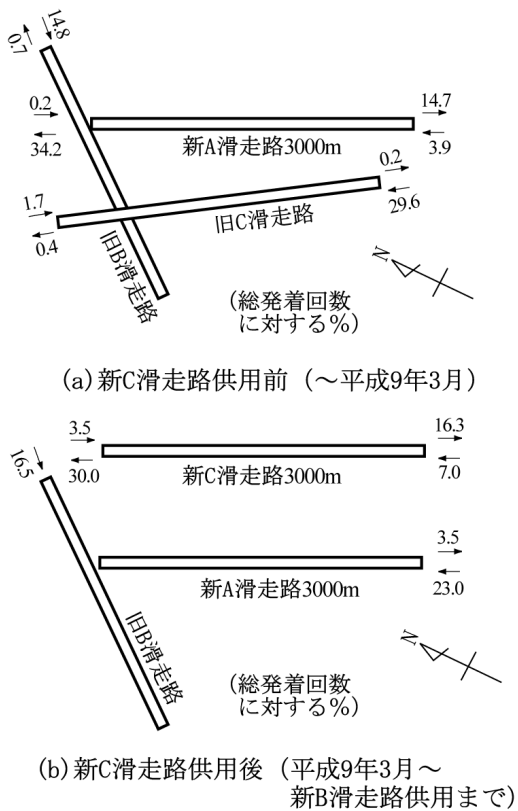 0.7
14.8
0.2
34.2
14.7
3.9
新A滑走路3000m
0.2
29.6
1.7
0.4
旧C滑走路
旧B滑走路
N
(総発着回数
に対する%)
(a)新C滑走路供用前(~平成9年3月)
3.5
30.0
16.3
7.0
16.5
新C滑走路3000m
3.5
23.0
新A滑走路3000m
旧B滑走路
N
(総発着回数
に対する%)
(b)新C滑走路供用後(平成9年3月~
新B滑走路供用まで)